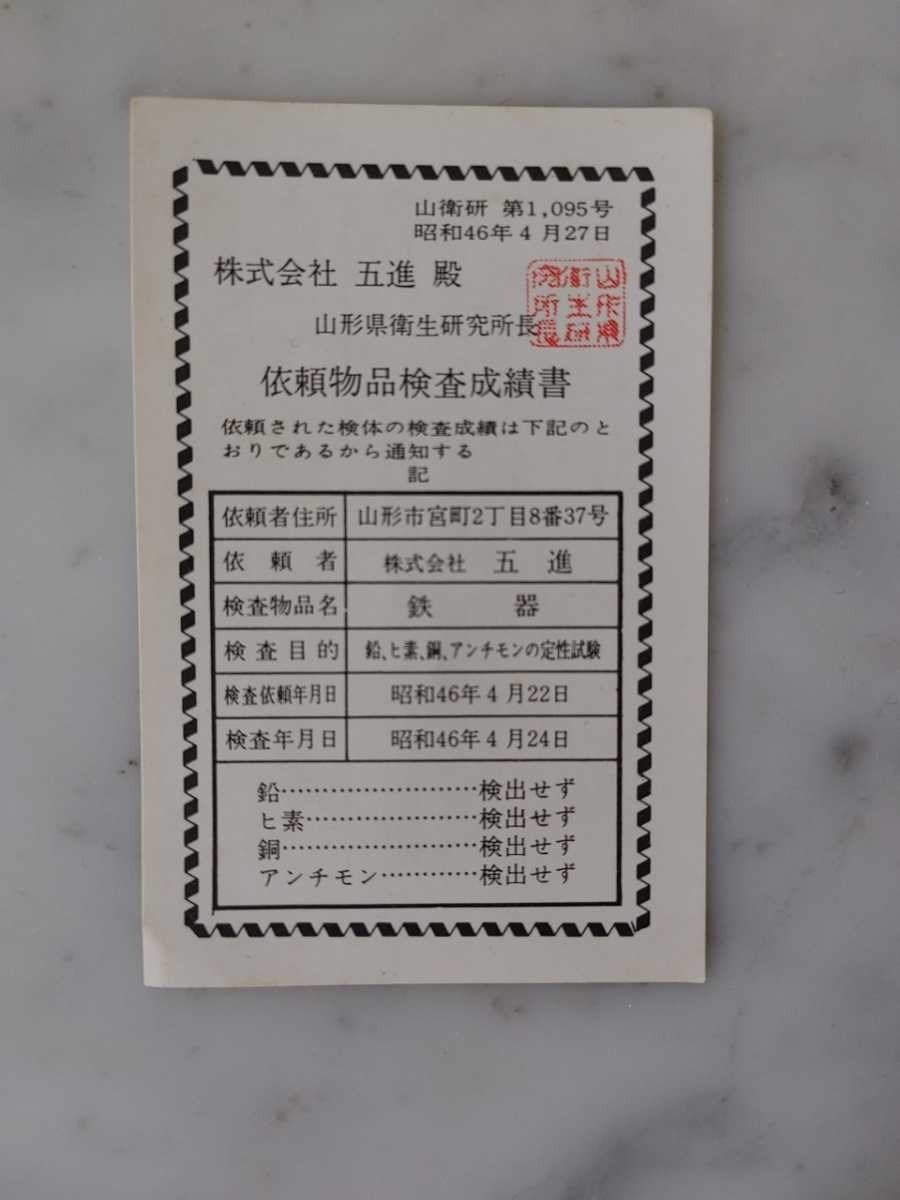 山衛研 第1,095号
昭和46年4月27日
株式会社 五進 殿
山形県衛生研究所長
依頼物品検査成績書
依頼された検体の検査成績は下記のと
おりであるから通知する
記
依頼者住所 山形市宮町2丁目8番37号
依頼者 株式会社 五進
検査物品名 鉄器
検査目的 鉛、ヒ素、銅、アンチモンの定性試験
検査依頼年月日 昭和46年4月22日
検査年月日 昭和46年4月24日
鉛……………………検出せず
ヒ素…………………検出せず
銅……………………検出せず
アンチモン…………検出せず